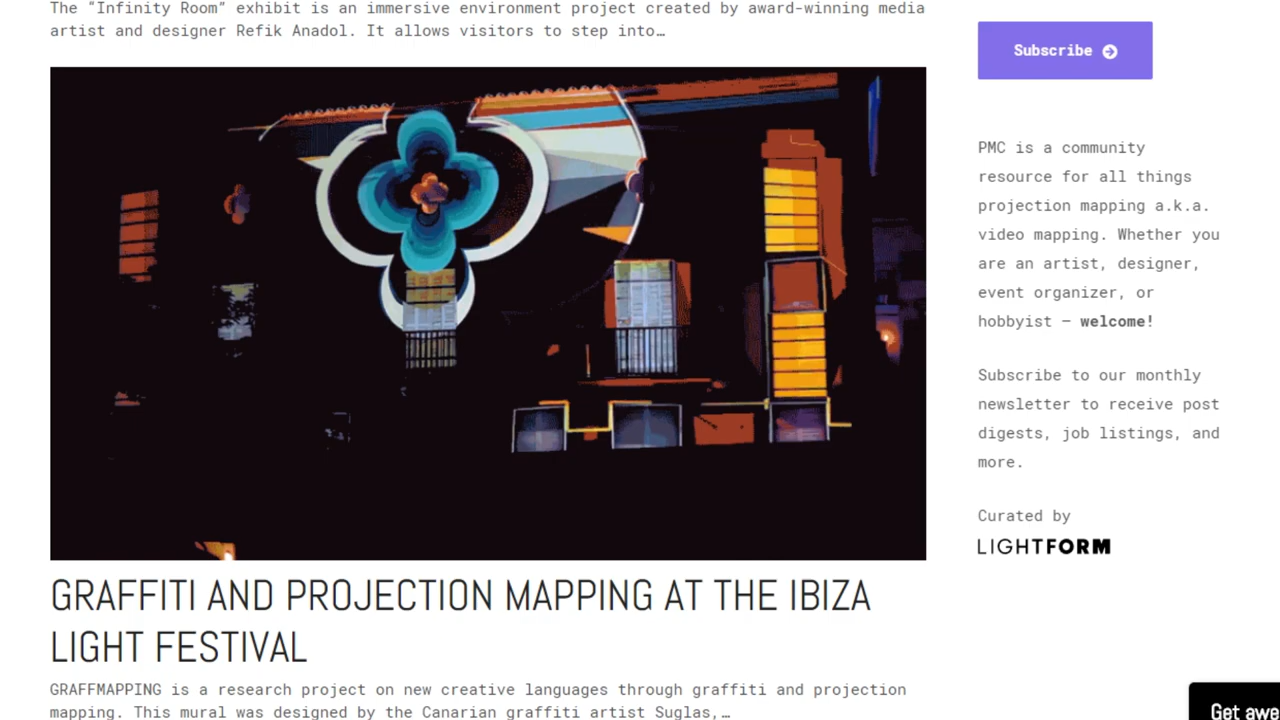 The “Infinity Room” exhibit is an immersive environment project created by award-winning media
artist and designer Refik Anadol. It allows visitors to step into…
GRAFFITI AND PROJECTION MAPPING AT THE IBIZA
LIGHT FESTIVAL
GRAFFMAPPING is a research project on new creative languages through graffiti and projection
mapping. This mural was designed by the Canarian graffiti artist Suglas,…
Subscribe
PMC is a community
resource for all things
projection mapping a.k.a.
video mapping. Whether you
are an artist, designer,
event organizer, or
hobbyist — welcome!
Subscribe to our monthly
newsletter to receive post
digests, job listings, and
more.
Curated by
LIGHTFORM
Get awe